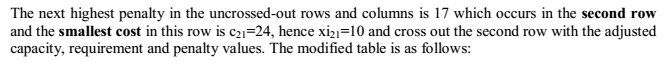 The next highest penalty in the uncrossed-out rows and columns is 17 which occurs in the second row
and the smallest cost in this row is c₂₁=24, hence xi₂₁=10 and cross out the second row with the adjusted
capacity, requirement and penalty values. The modified table is as follows: